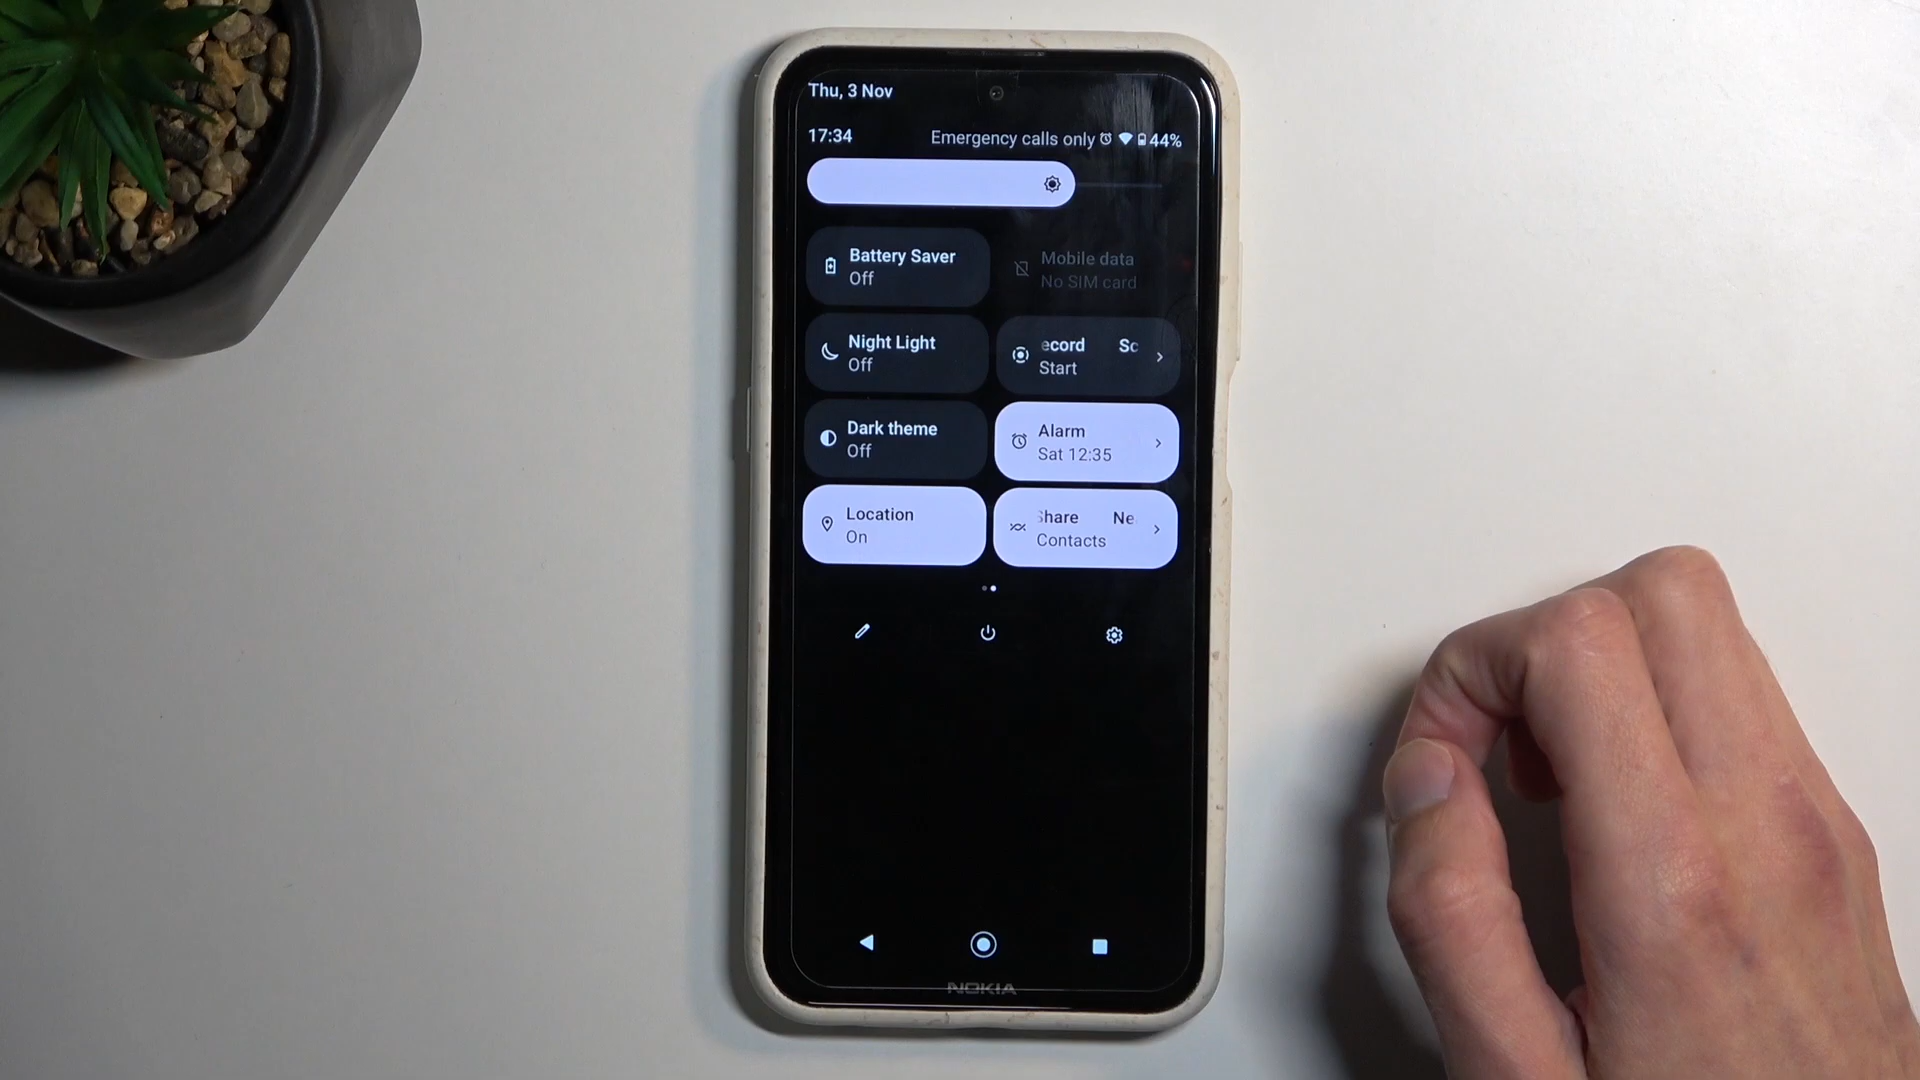 Thu, 3 Nov
17:34 Emergency calls only 44%
Battery Saver
Off
Mobile data
No SIM card
Night Light
Off
ecord Sc
Start
Dark theme
Off
Alarm
Sat 12:35
Location
On
Share Ne
Contacts
NOKIA